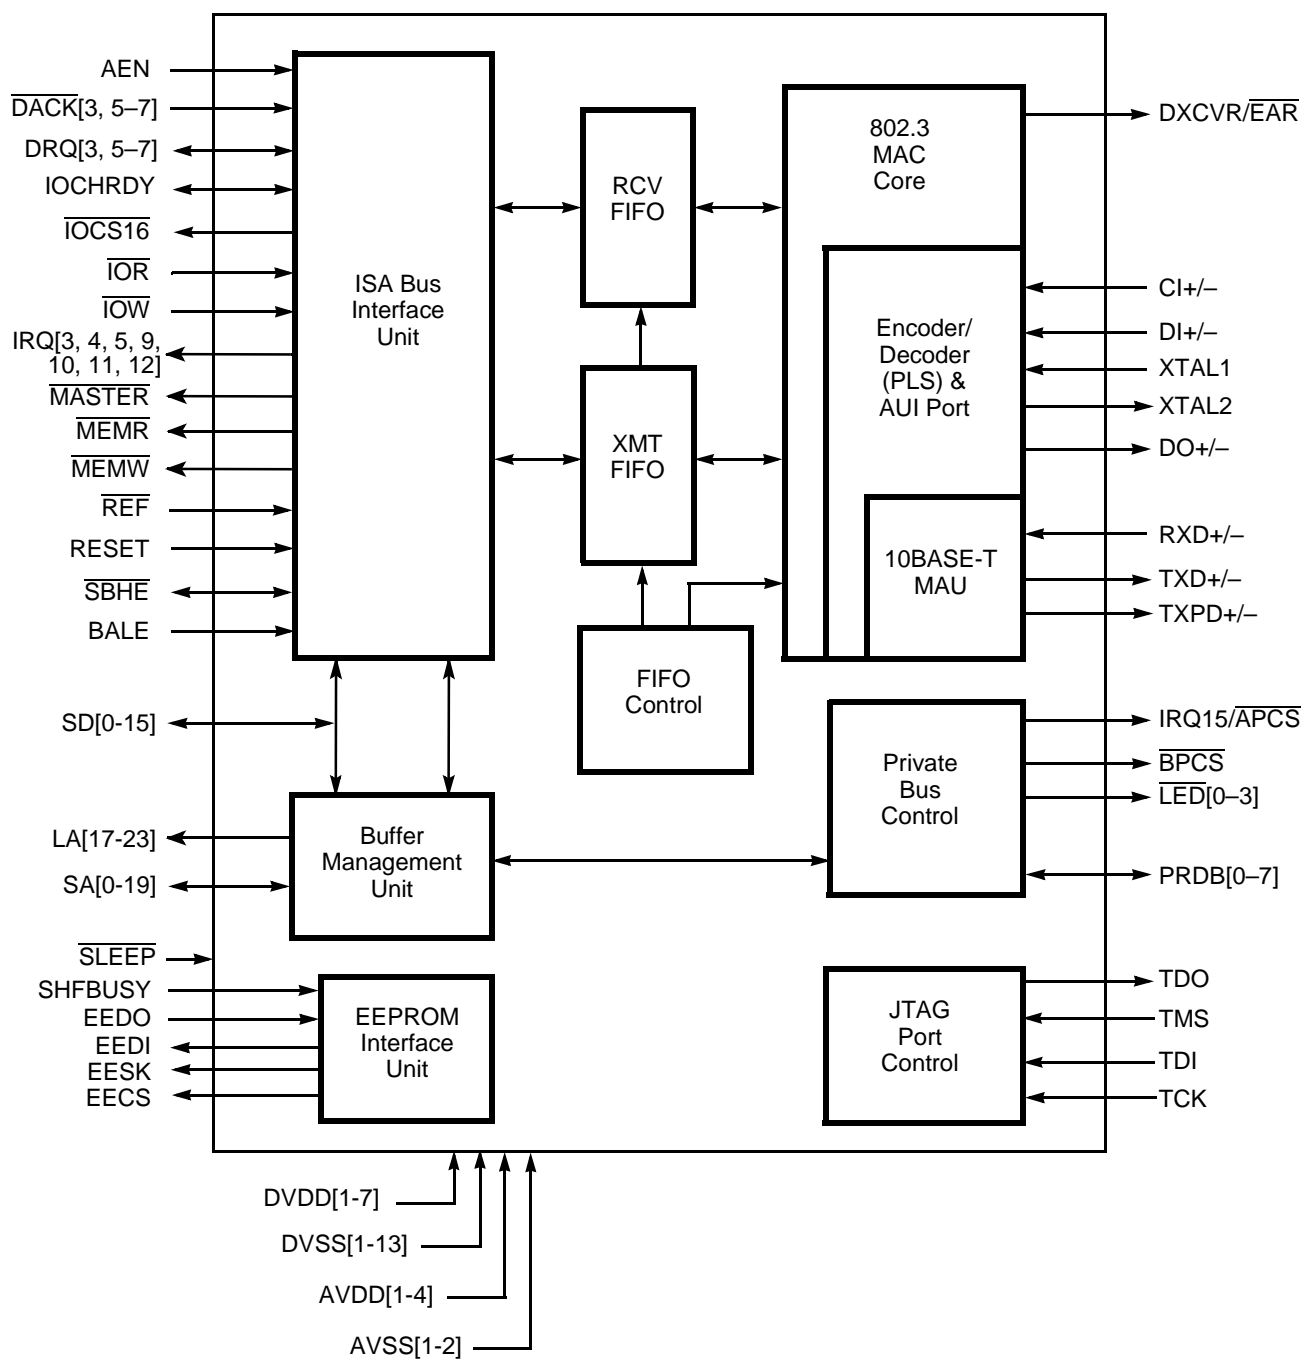 AEN
DACK[3, 5–7]
DRQ[3, 5–7]
IOCHRDY
IOCS16
IOR
IOW
IRQ[3, 4, 5, 9,
10, 11, 12]
MASTER
MEMR
MEMW
REF
RESET
SBHE
BALE
SD[0-15]
LA[17-23]
SA[0-19]
SLEEP
SHFBUSY
EEDO
EEDI
EESK
EECS
ISA Bus
Interface
Unit
RCV
FIFO
XMT
FIFO
FIFO
Control
802.3
MAC
Core
Encoder/
Decoder
(PLS) &
AUI Port
10BASE-T
MAU
Buffer
Management
Unit
Private
Bus
Control
EEPROM
Interface
Unit
JTAG
Port
Control
DXCVR/EAR
CI+/–
DI+/–
XTAL1
XTAL2
DO+/–
RXD+/–
TXD+/–
TXPD+/–
IRQ15/APCS
BPCS
LED[0–3]
PRDB[0–7]
TDO
TMS
TDI
TCK
DVDD[1-7]
DVSS[1-13]
AVDD[1-4]
AVSS[1-2]